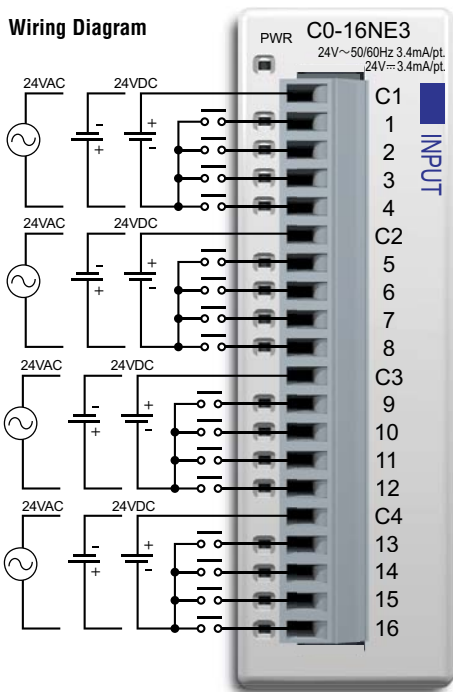 Wiring Diagram
PWR
C0-16NE3
24V～50/60Hz 3.4mA/pt.
24V⎓3.4mA/pt.
INPUT
24VAC 24VDC C1
- + 1
+ - 2
3
4
24VAC 24VDC C2
- + 5
+ - 6
7
8
24VAC 24VDC C3
- + 9
+ - 10
11
12
24VAC 24VDC C4
- + 13
+ - 14
15
16